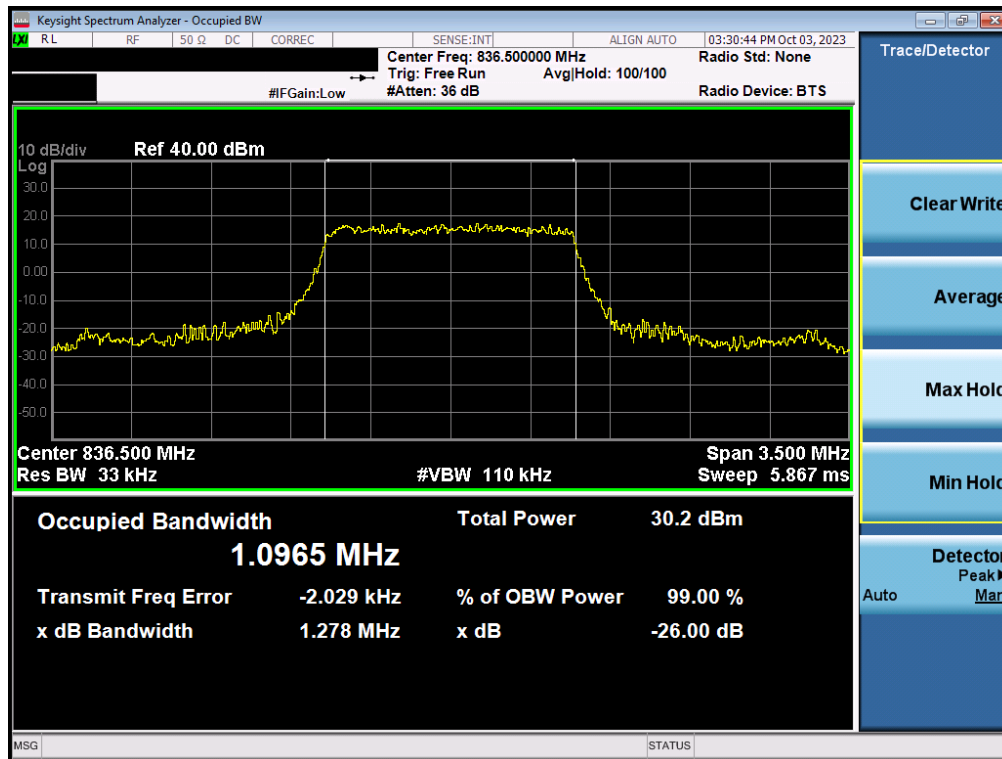 Keysight Spectrum Analyzer - Occupied BW
LXI RL RF 50 Ω DC CORREC SENSE:INT ALIGN AUTO 03:30:44 PM Oct 03, 2023
Center Freq: 836.500000 MHz Radio Std: None
Trig: Free Run Avg|Hold: 100/100
#IFGain:Low #Atten: 36 dB Radio Device: BTS
10 dB/div Ref 40.00 dBm
Log
30.0
20.0
10.0
0.00
-10.0
-20.0
-30.0
-40.0
-50.0
Center 836.500 MHz Span 3.500 MHz
Res BW 33 kHz #VBW 110 kHz Sweep 5.867 ms
Occupied Bandwidth Total Power 30.2 dBm
1.0965 MHz
Transmit Freq Error -2.029 kHz % of OBW Power 99.00 %
x dB Bandwidth 1.278 MHz x dB -26.00 dB
Trace/Detector
Clear Write
Average
Max Hold
Min Hold
Detector
Peak▶
Auto Man
MSG STATUS